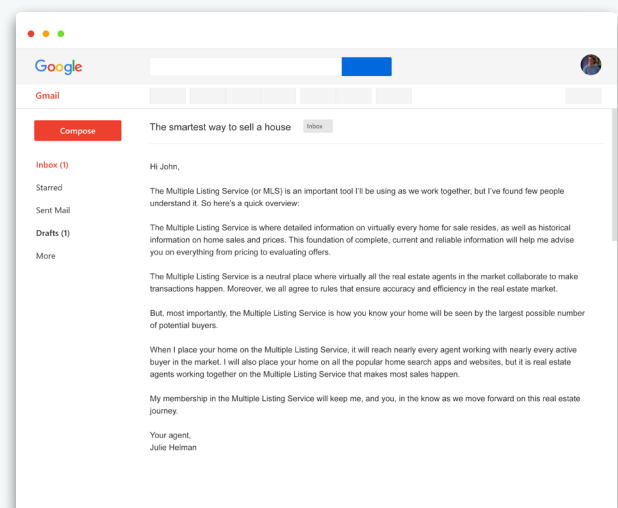 Google
Gmail
Compose
The smartest way to sell a house
Inbox
Inbox (1)
Starred
Sent Mail
Drafts (1)
More
Hi John,
The Multiple Listing Service (or MLS) is an important tool I'll be using as we work together, but I've found few people
understand it. So here's a quick overview:
The Multiple Listing Service is where detailed information on virtually every home for sale resides, as well as historical
information on home sales and prices. This foundation of complete, current and reliable information will help me advise
you on everything from pricing to evaluating offers.
The Multiple Listing Service is a neutral place where virtually all the real estate agents in the market collaborate to make
transactions happen. Moreover, we all agree to rules that ensure accuracy and efficiency in the real estate market.
But, most importantly, the Multiple Listing Service is how you know your home will be seen by the largest possible number
of potential buyers.
When I place your home on the Multiple Listing Service, it will reach nearly every agent working with nearly every active
buyer in the market. I will also place your home on all the popular home search apps and websites, but it is real estate
agents working together on the Multiple Listing Service that makes most sales happen.
My membership in the Multiple Listing Service will keep me, and you, in the know as we move forward on this real estate
journey.
Your agent,
Julie Helman